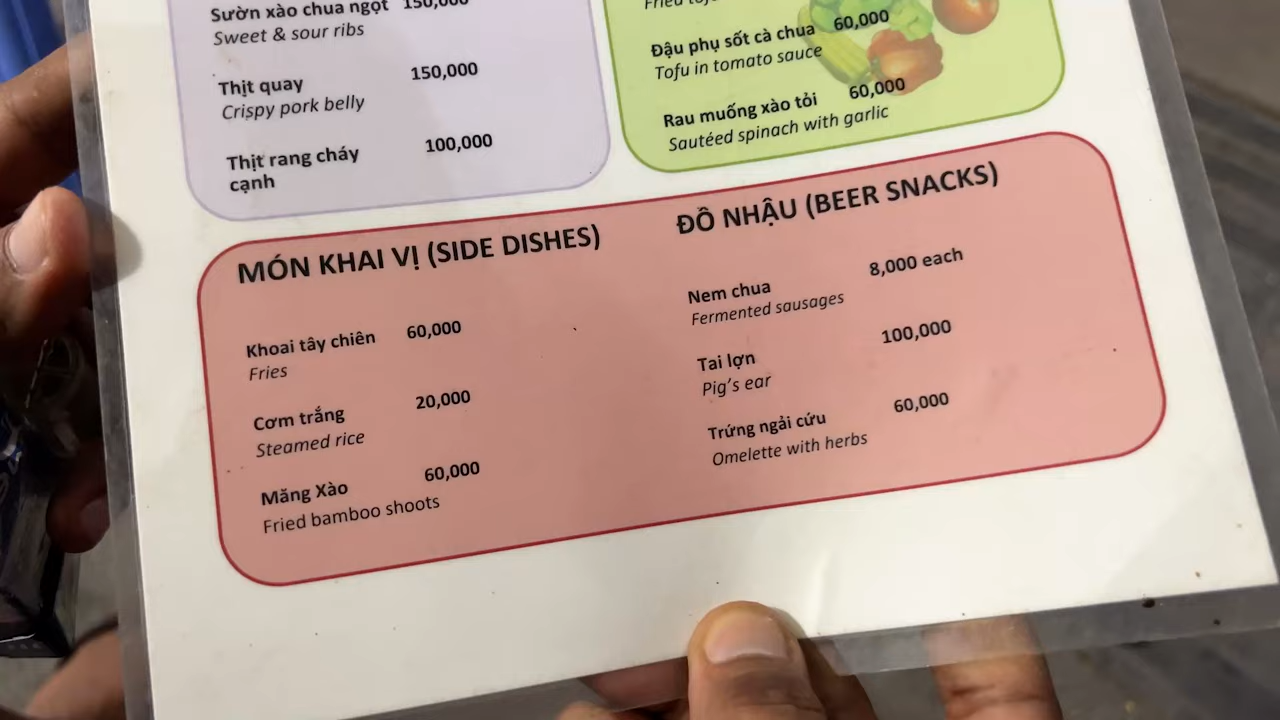 Sườn xào chua ngọt 150,000
Sweet & sour ribs
Thịt quay 150,000
Crispy pork belly
Thịt rang cháy 100,000
cạnh
Fried
Đậu phụ sốt cà chua 60,000
Tofu in tomato sauce
Rau muống xào tỏi 60,000
Sautéed spinach with garlic
MÓN KHAI VỊ (SIDE DISHES)
Khoai tây chiên 60,000
Fries
Cơm trắng 20,000
Steamed rice
Măng Xào 60,000
Fried bamboo shoots
ĐỒ NHẬU (BEER SNACKS)
Nem chua 8,000 each
Fermented sausages
Tai lợn 100,000
Pig's ear
Trứng ngải cứu 60,000
Omelette with herbs